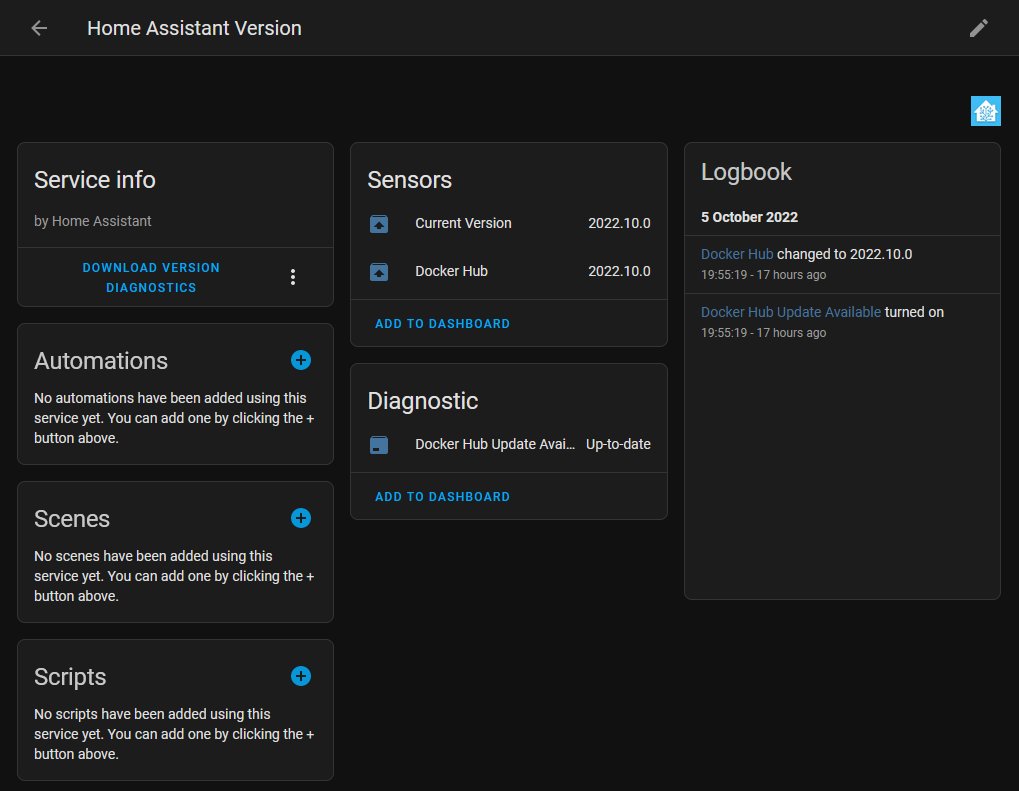 Home Assistant Version
Service info
by Home Assistant
DOWNLOAD VERSION
DIAGNOSTICS
Automations
No automations have been added using this
service yet. You can add one by clicking the +
button above.
Scenes
No scenes have been added using this
service yet. You can add one by clicking the +
button above.
Scripts
No scripts have been added using this
service yet. You can add one by clicking the +
button above.
Sensors
Current Version 2022.10.0
Docker Hub 2022.10.0
ADD TO DASHBOARD
Diagnostic
Docker Hub Update Avai... Up-to-date
ADD TO DASHBOARD
Logbook
5 October 2022
Docker Hub changed to 2022.10.0
19:55:19 - 17 hours ago
Docker Hub Update Available turned on
19:55:19 - 17 hours ago